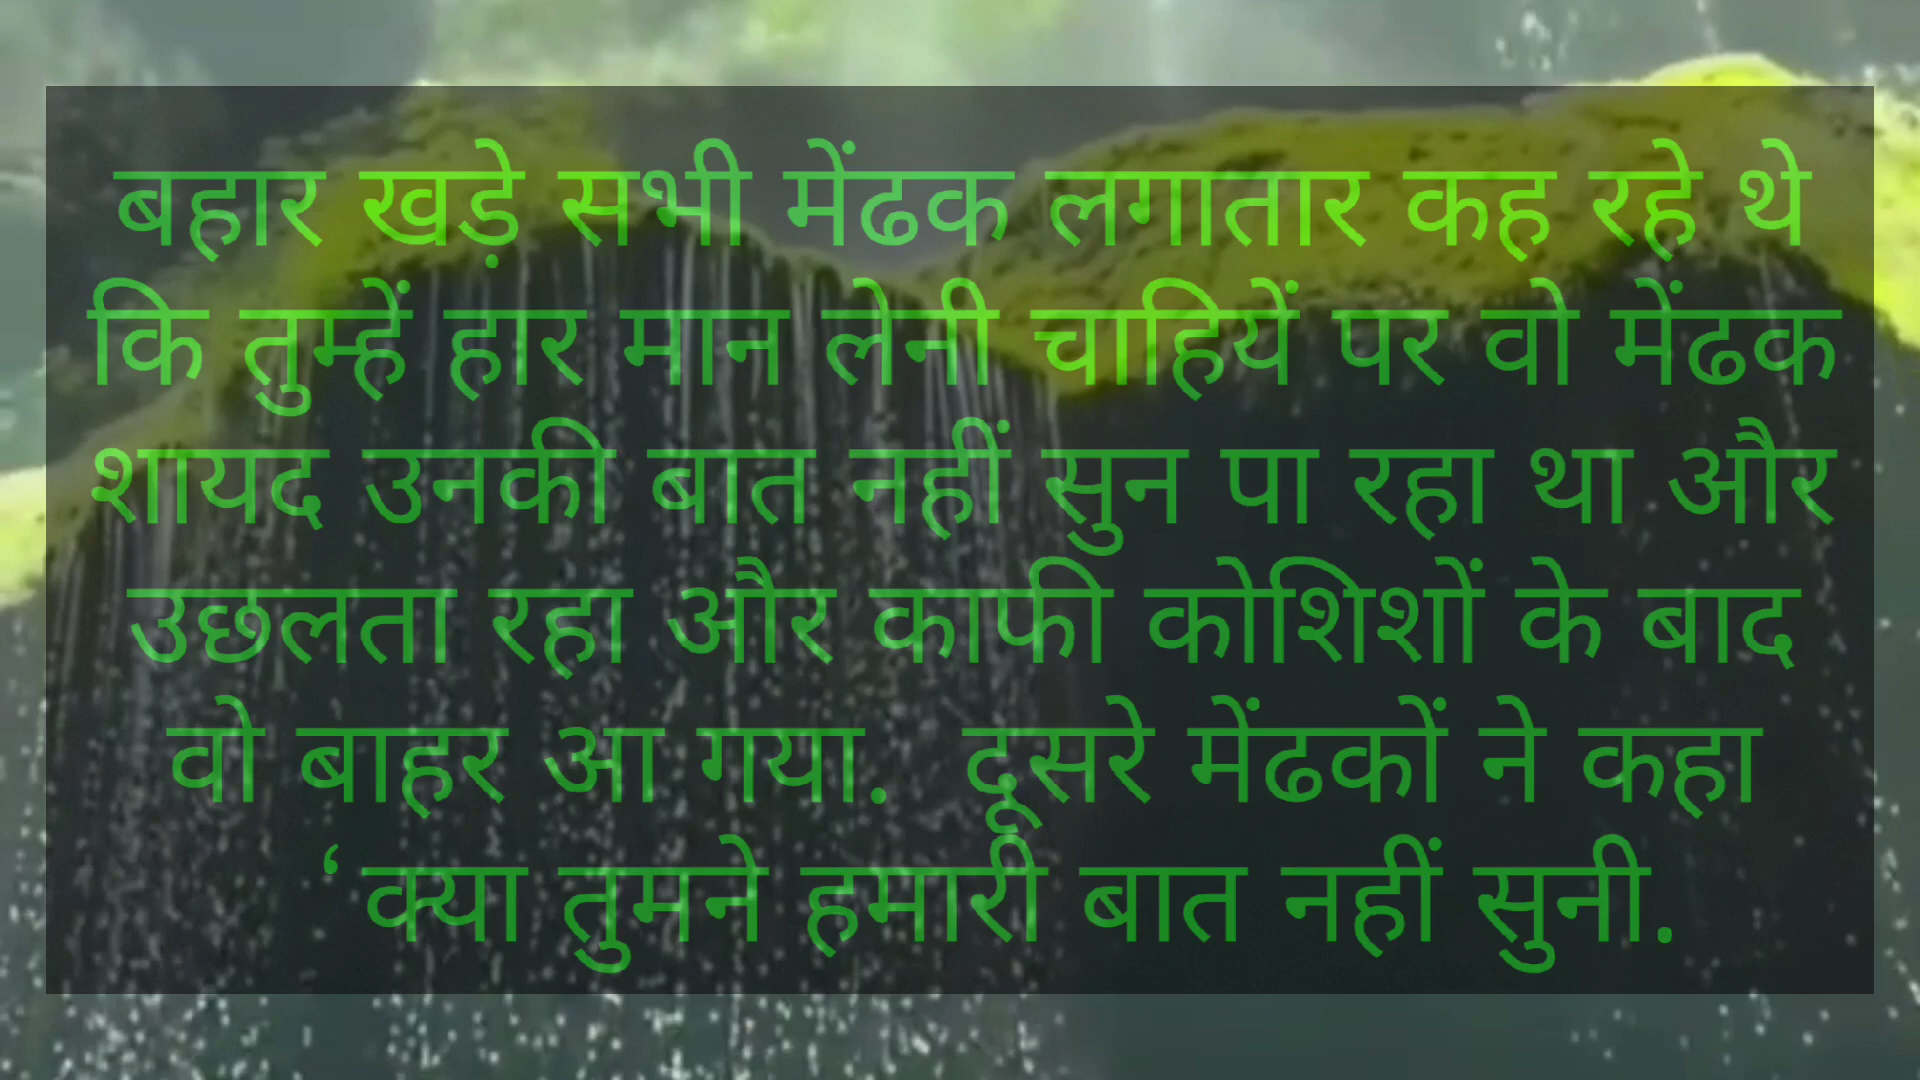 बहार खड़े सभी मेंढक लगातार कह रहे थे
कि तुम्हें हार मान लेनी चाहियें पर वो मेंढक
शायद उनकी बात नहीं सुन पा रहा था और
उछलता रहा और काफी कोशिशों के बाद
वो बाहर आ गया.  दूसरे मेंढकों ने कहा
‘ क्या तुमने हमारी बात नहीं सुनी.